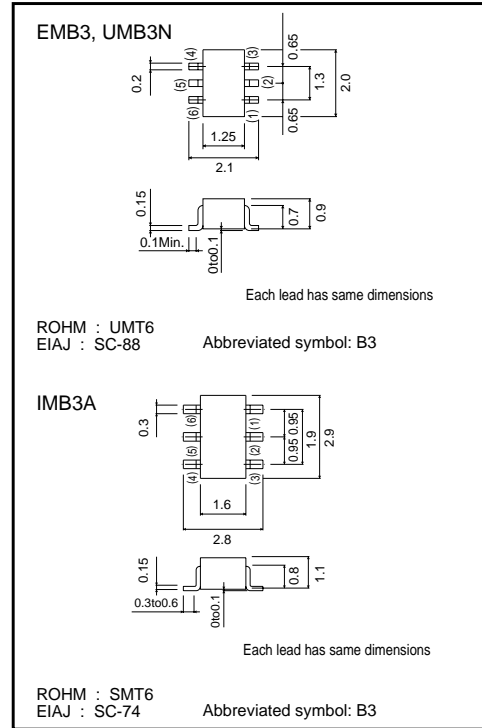 EMB3, UMB3N
(4)
(3)
0.65
0.2
(5)
(2)
1.3
2.0
(6)
(1)
0.65
1.25
2.1
0.15
0.7
0.9
0.1Min.
0to0.1
Each lead has same dimensions
ROHM : UMT6
EIAJ : SC-88
Abbreviated symbol: B3
IMB3A
0.3
(6)
(1)
0.95
(5)
(2)
0.95
1.9
2.9
(4)
(3)
1.6
2.8
0.15
0.8
1.1
0.3to0.6
0to0.1
Each lead has same dimensions
ROHM : SMT6
EIAJ : SC-74
Abbreviated symbol: B3